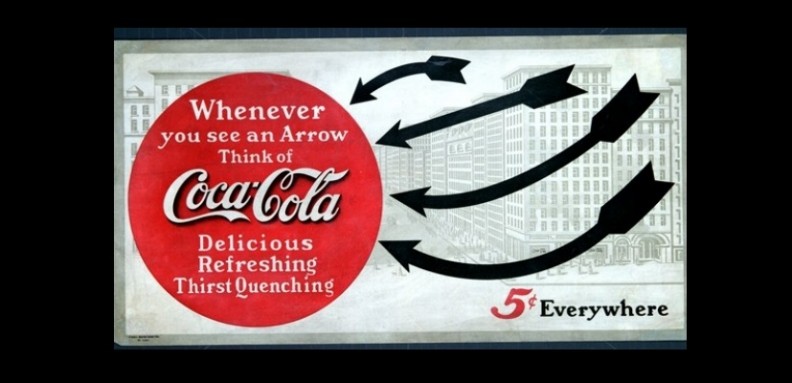 Whenever
you see an Arrow
Think of
Coca-Cola
Delicious
Refreshing
Thirst Quenching
5¢ Everywhere